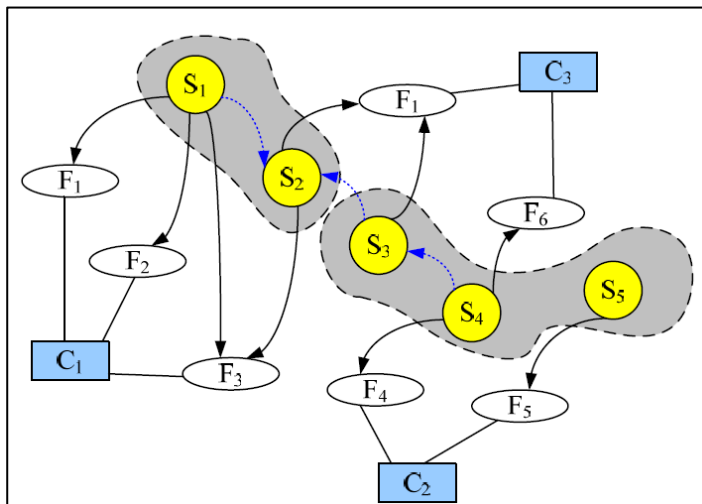 S₁
C₃
F₁
F₁
S₂
F₆
S₃
F₂
S₅
S₄
C₁
F₃
F₄
F₅
C₂